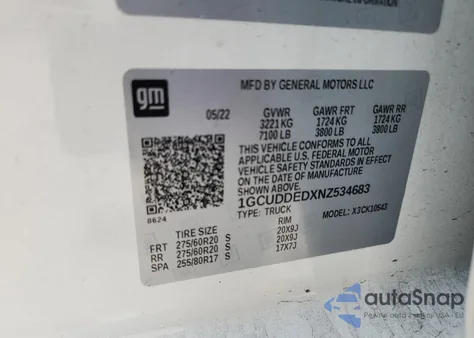 INFORMATION
gm
MFD BY GENERAL MOTORS LLC
05/22
GVWR GAWR FRT GAWR RR
3221 KG 1724 KG 1724 KG
7100 LB 3800 LB 3800 LB
THIS VEHICLE CONFORMS TO ALL
APPLICABLE U.S. FEDERAL MOTOR
VEHICLE SAFETY STANDARDS IN
EFFECT ON THE DATE OF
MANUFACTURE SHOWN ABOVE.
1GCUDDEDXNZ534683
TYPE: TRUCK MODEL: X3CK10543
8624
TIRE SIZE RIM
FRT 275/60R20 S 20X9J
RR 275/60R20 S 20X9J
SPA 255/80R17 S 17X7J
autoSnap